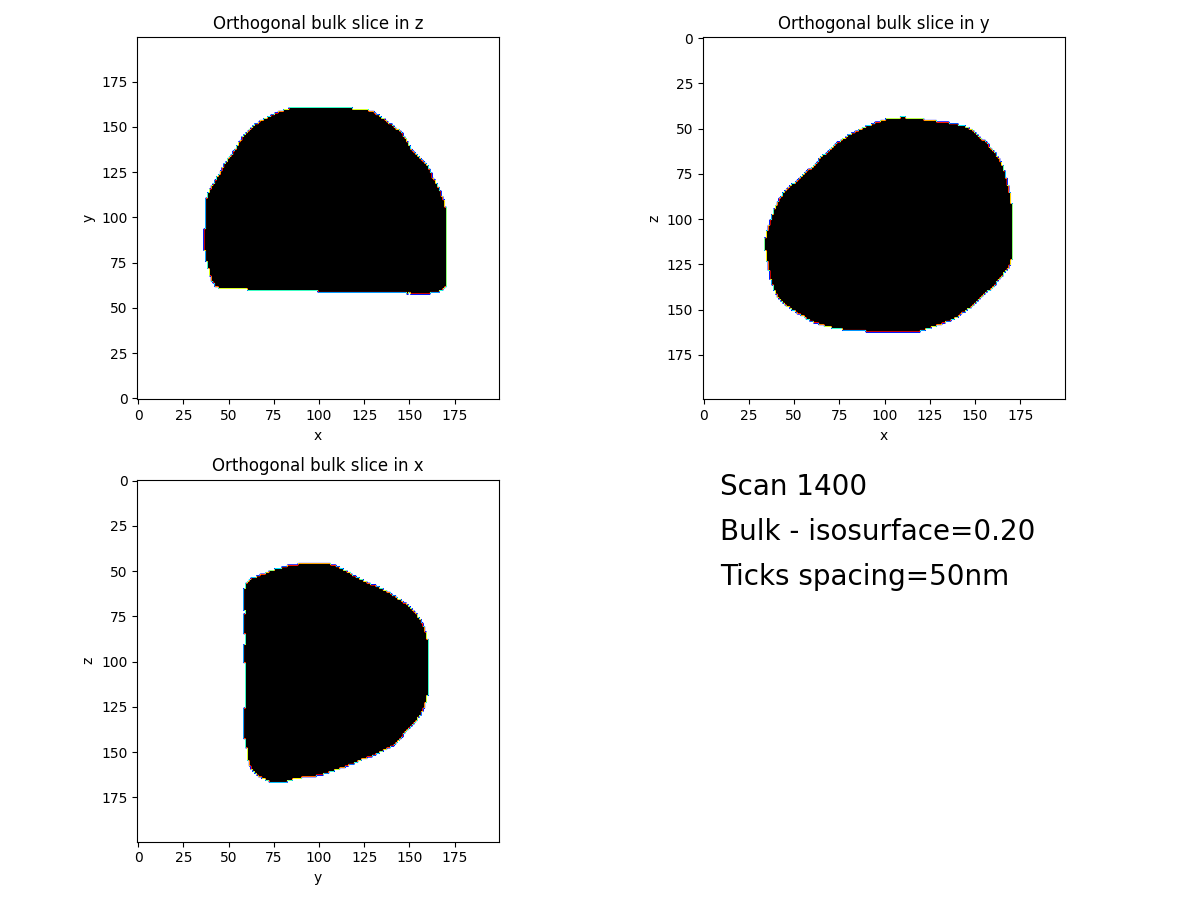 Orthogonal bulk slice in z
175
150
125
100
75
50
25
0
y
0 25 50 75 100 125 150 175
x
Orthogonal bulk slice in y
0
25
50
75
100
125
150
175
z
0 25 50 75 100 125 150 175
x
Orthogonal bulk slice in x
0
25
50
75
100
125
150
175
z
0 25 50 75 100 125 150 175
y
Scan 1400
Bulk - isosurface=0.20
Ticks spacing=50nm